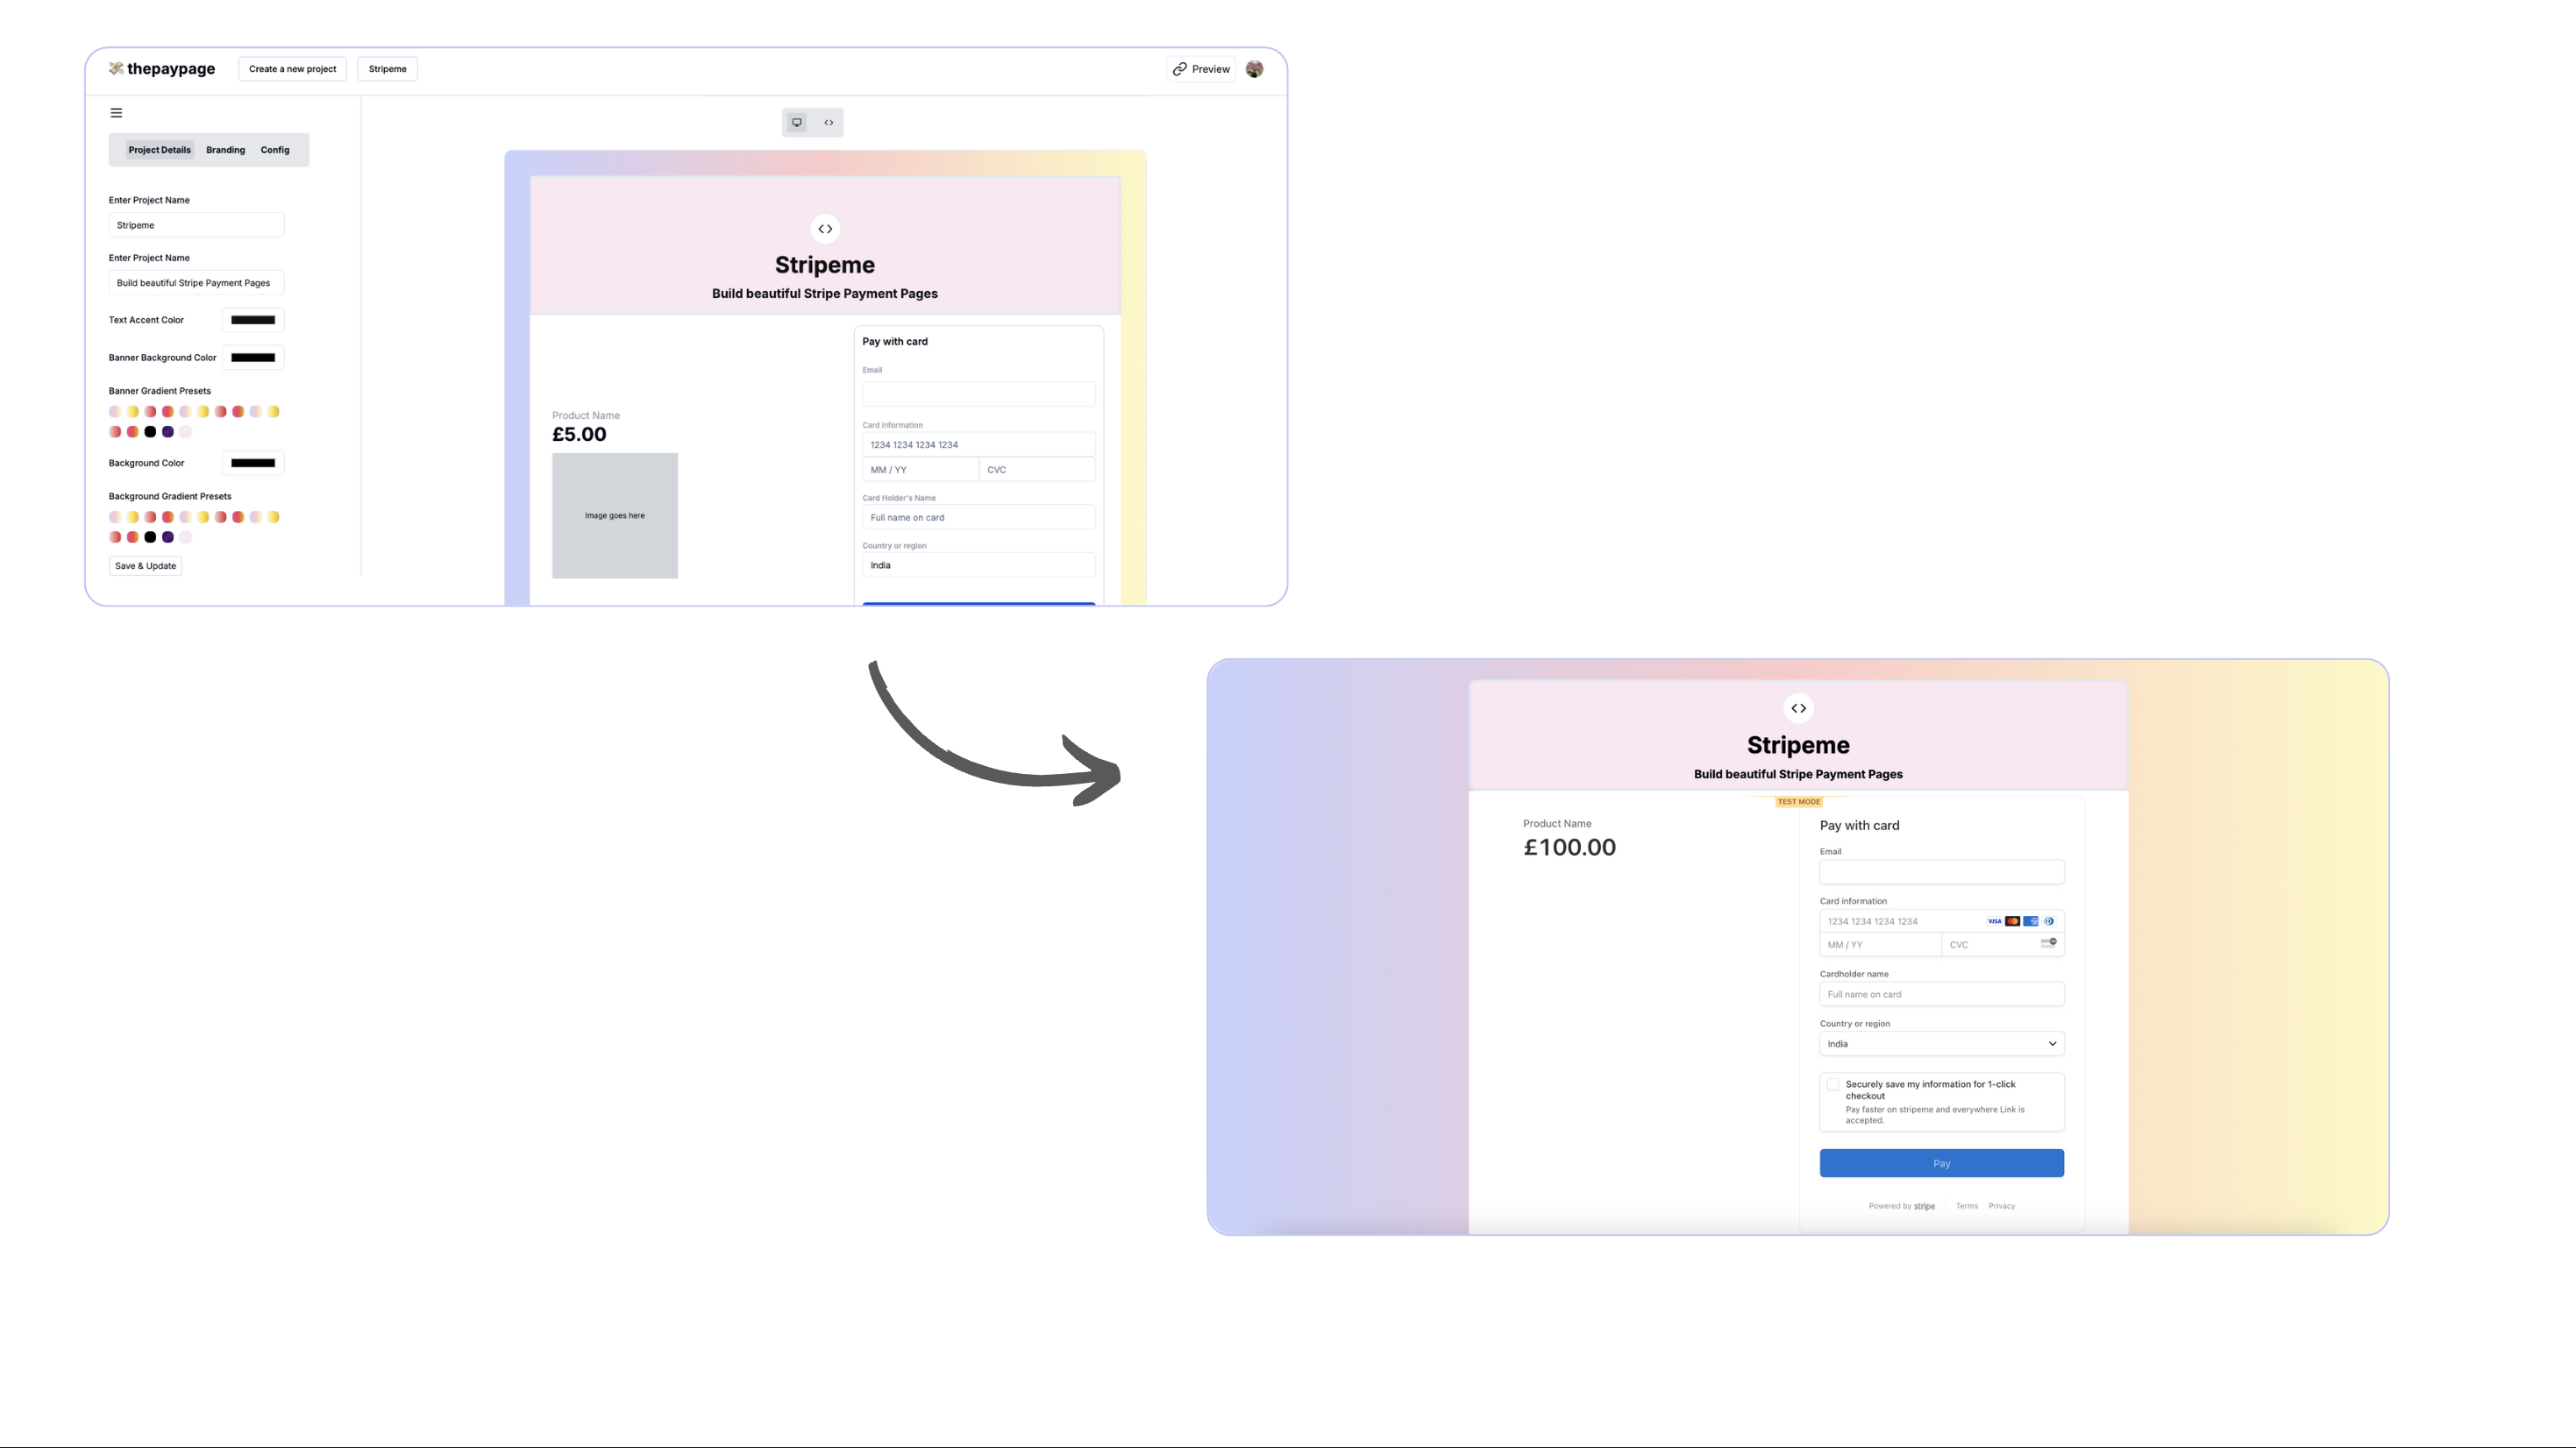 thepaypage
Create a new project
Stripeme
Preview
Project Details
Branding
Config
Enter Project Name
Stripeme
Enter Project Name
Build beautiful Stripe Payment Pages
Text Accent Color
Banner Background Color
Banner Gradient Presets
Background Color
Background Gradient Presets
Save & Update
Stripeme
Build beautiful Stripe Payment Pages
Product Name
£5.00
Image goes here
Pay with card
Email
Card information
1234 1234 1234 1234
MM / YY
CVC
Card Holder's Name
Full name on card
Country or region
India
Stripeme
Build beautiful Stripe Payment Pages
TEST MODE
Product Name
£100.00
Pay with card
Email
Card information
1234 1234 1234 1234
VISA
MM / YY
CVC
Cardholder name
Full name on card
Country or region
India
Securely save my information for 1-click
checkout
Pay faster on stripeme and everywhere Link is
accepted.
Pay
Powered by stripe
Terms
Privacy